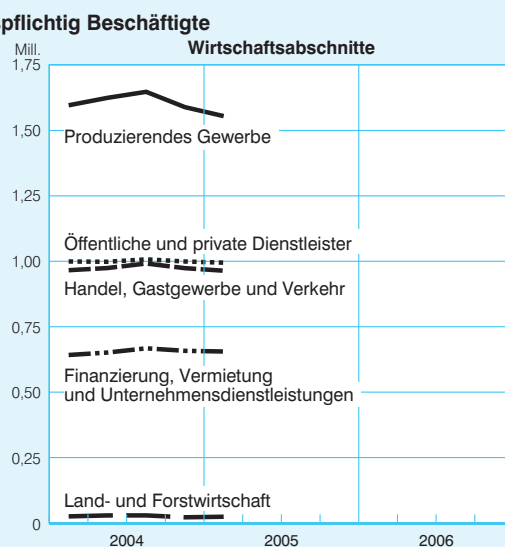 spflichtig Beschäftigte
Mill.
Wirtschaftsabschnitte
1,75
1,50
Produzierendes Gewerbe
1,25
Öffentliche und private Dienstleister
1,00
Handel, Gastgewerbe und Verkehr
0,75
Finanzierung, Vermietung
und Unternehmensdienstleistungen
0,50
0,25
Land- und Forstwirtschaft
0
2004 2005 2006